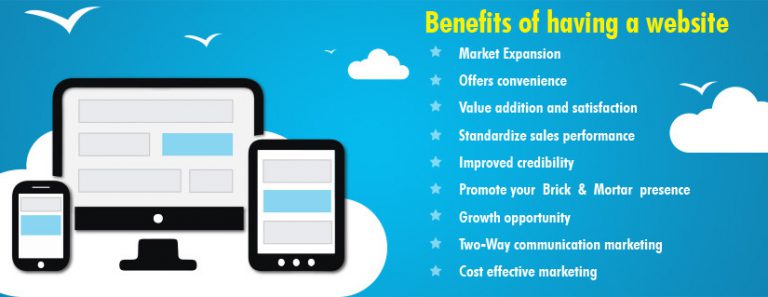 Benefits of having a website
Market Expansion
Offers convenience
Value addition and satisfaction
Standardize sales performance
Improved credibility
Promote your Brick & Mortar presence
Growth opportunity
Two-Way communication marketing
Cost effective marketing